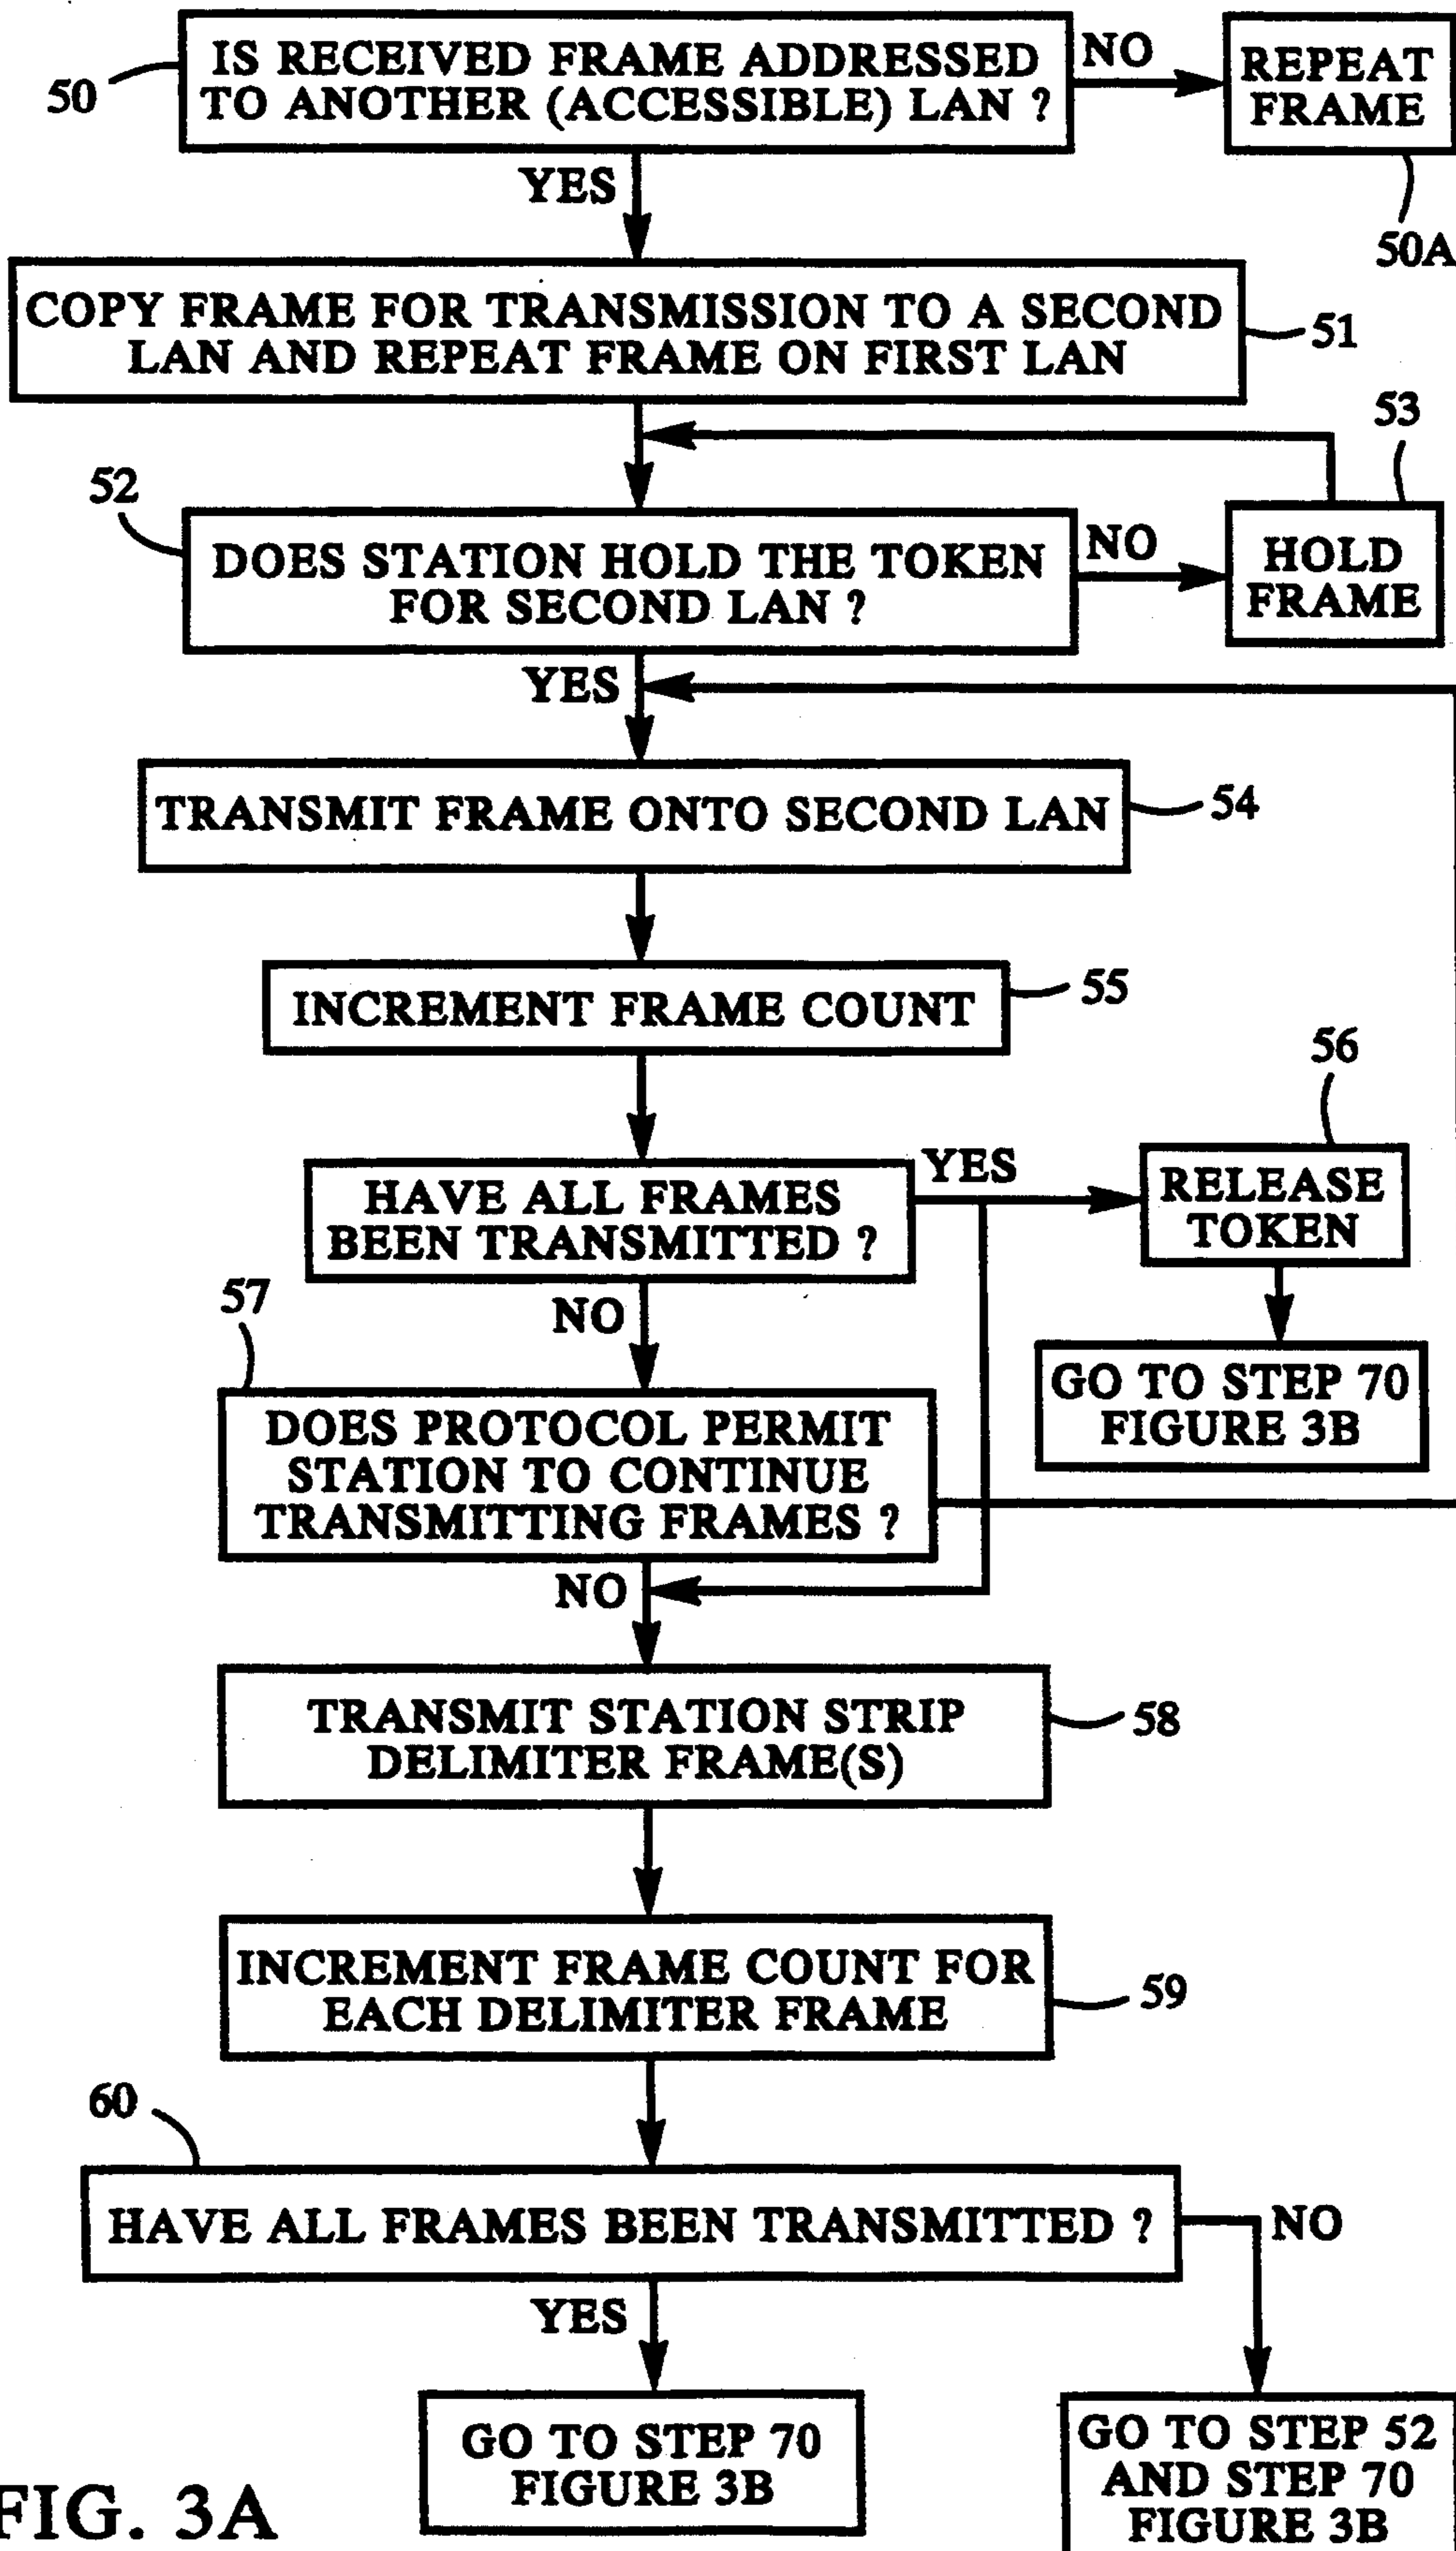 50
IS RECEIVED FRAME ADDRESSED
TO ANOTHER (ACCESSIBLE) LAN ?
NO
REPEAT
FRAME
50A
YES
COPY FRAME FOR TRANSMISSION TO A SECOND
LAN AND REPEAT FRAME ON FIRST LAN
51
53
52
DOES STATION HOLD THE TOKEN
FOR SECOND LAN ?
NO
HOLD
FRAME
YES
TRANSMIT FRAME ONTO SECOND LAN
54
INCREMENT FRAME COUNT
55
56
HAVE ALL FRAMES
BEEN TRANSMITTED ?
YES
RELEASE
TOKEN
NO
GO TO STEP 70
FIGURE 3B
57
DOES PROTOCOL PERMIT
STATION TO CONTINUE
TRANSMITTING FRAMES ?
NO
TRANSMIT STATION STRIP
DELIMITER FRAME(S)
58
INCREMENT FRAME COUNT FOR
EACH DELIMITER FRAME
59
60
HAVE ALL FRAMES BEEN TRANSMITTED ?
NO
YES
GO TO STEP 70
FIGURE 3B
GO TO STEP 52
AND STEP 70
FIGURE 3B
FIG. 3A